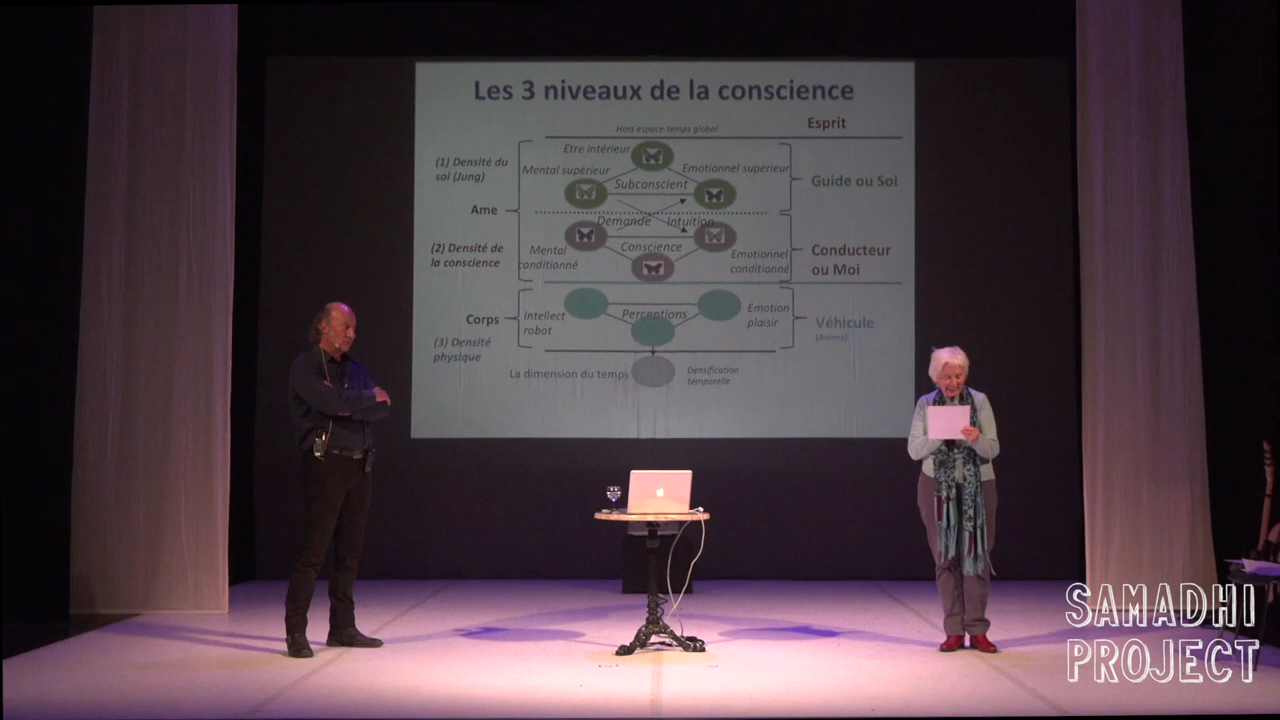 Les 3 niveaux de la conscience
Esprit
Hors espace-temps global
Etre intérieur
(1) Densité du
soi (Jung)
Mental supérieur
Emotionnel supérieur
Subconscient
Guide ou Soi
Ame
Demande
Intuition
(2) Densité de
la conscience
Conscience
Mental
conditionné
Emotionnel
conditionné
Conducteur
ou Moi
Corps
Intellect
robot
Perceptions
Emotion
plaisir
Véhicule
(Anima)
(3) Densité
physique
La dimension du temps
Densification
temporelle
SAMADHI
PROJECT